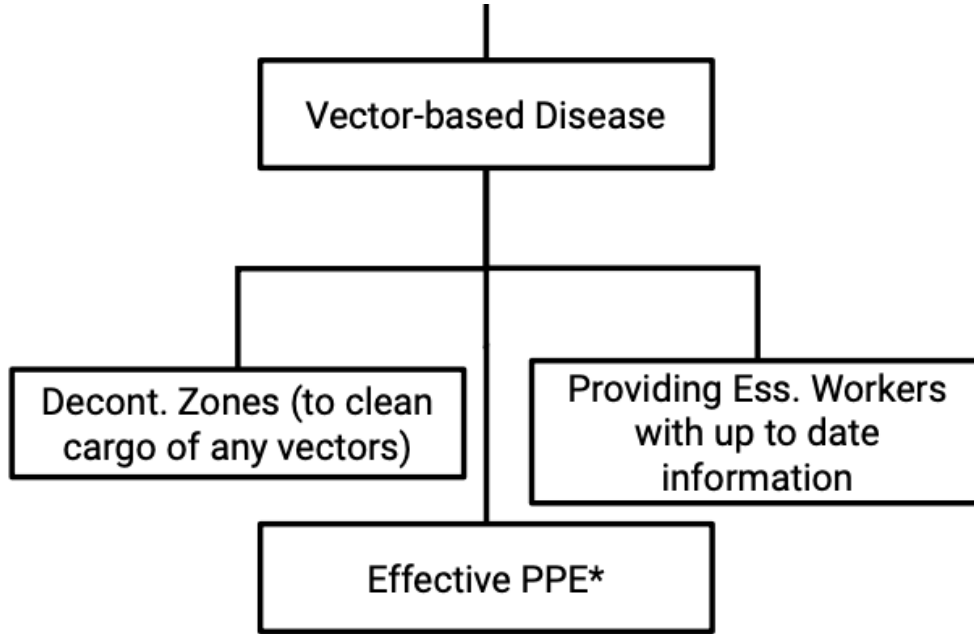 Vector-based Disease
Decont. Zones (to clean
cargo of any vectors)
Providing Ess. Workers
with up to date
information
Effective PPE*